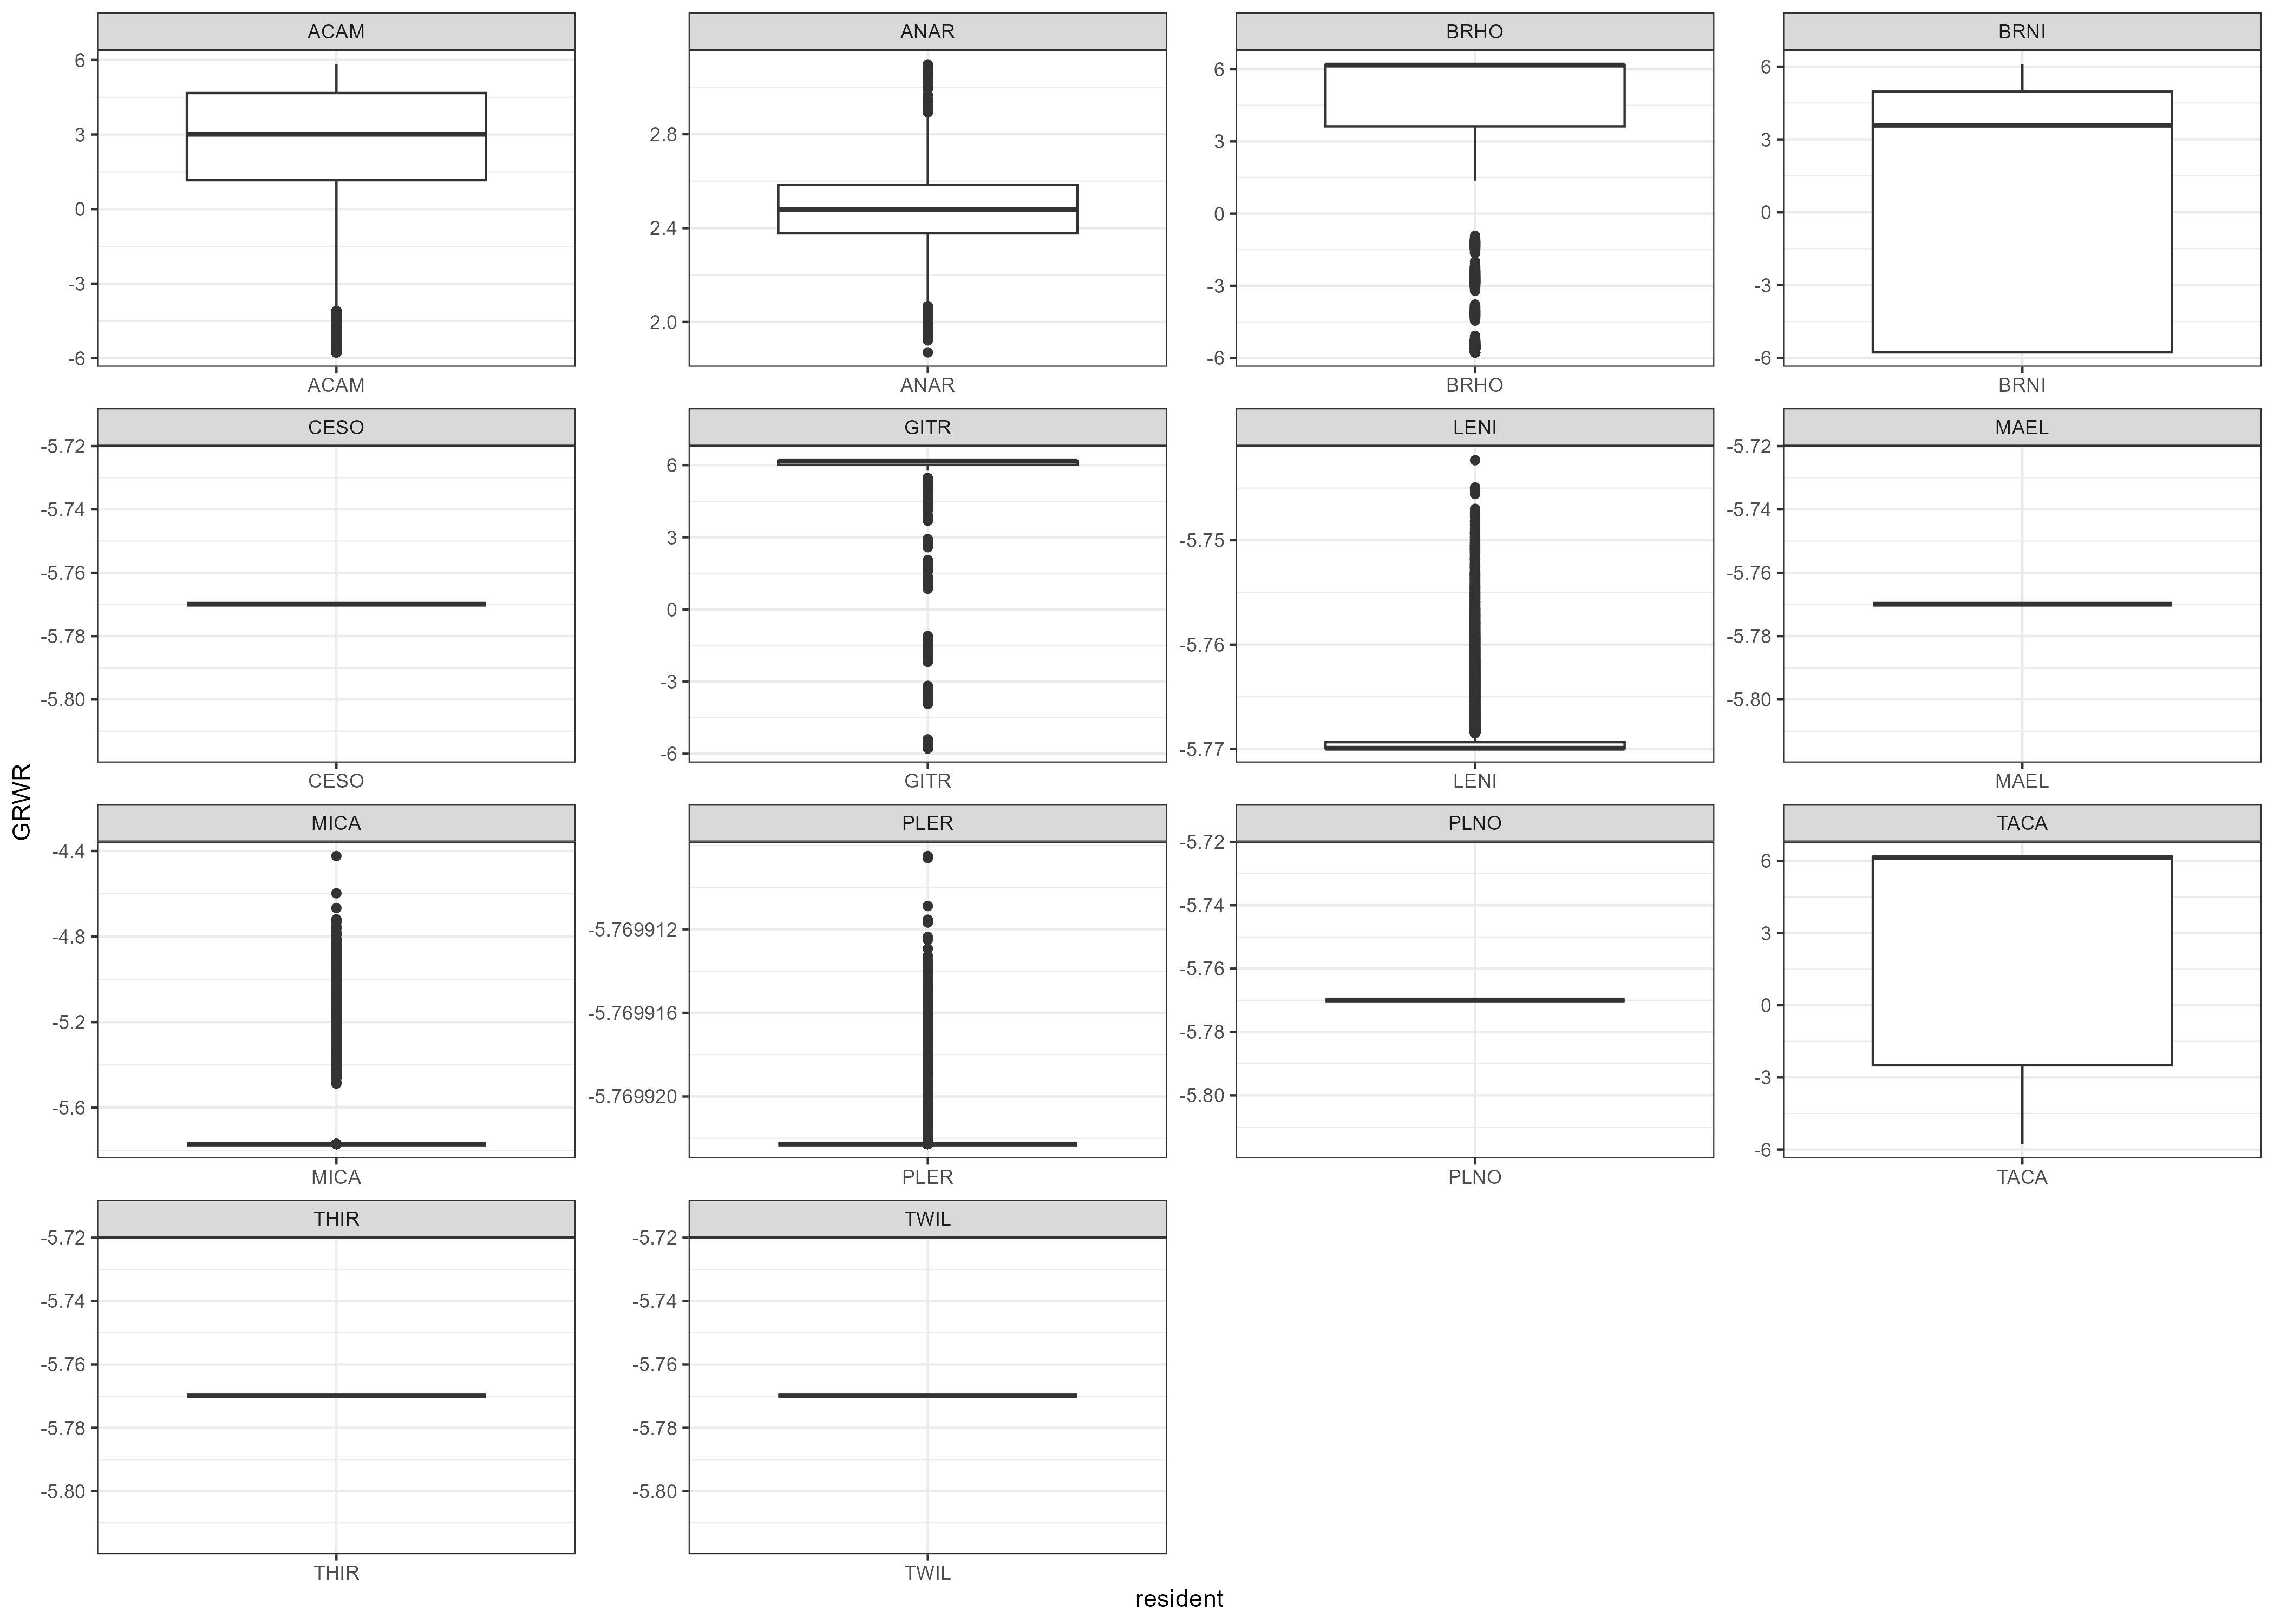 ACAM
ANAR
BRHO
BRNI
6
3
0
-3
-6
2.8
2.4
2.0
6
3
0
-3
-6
6
3
0
-3
-6
ACAM
ANAR
BRHO
BRNI
CESO
GITR
LENI
MAEL
-5.72
-5.74
-5.76
-5.78
-5.80
6
3
0
-3
-6
-5.75
-5.76
-5.77
-5.72
-5.74
-5.76
-5.78
-5.80
CESO
GITR
LENI
MAEL
GRWR
MICA
PLER
PLNO
TACA
-4.4
-4.8
-5.2
-5.6
-5.769912
-5.769916
-5.769920
-5.72
-5.74
-5.76
-5.78
-5.80
6
3
0
-3
-6
MICA
PLER
PLNO
TACA
THIR
TWIL
-5.72
-5.74
-5.76
-5.78
-5.80
-5.72
-5.74
-5.76
-5.78
-5.80
THIR
TWIL
resident